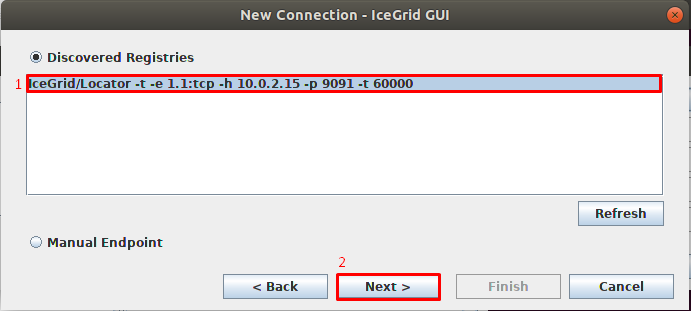 New Connection - IceGrid GUI
Discovered Registries
1 IceGrid/Locator -t -e 1.1:tcp -h 10.0.2.15 -p 9091 -t 60000
Refresh
Manual Endpoint
2
< Back Next > Finish Cancel